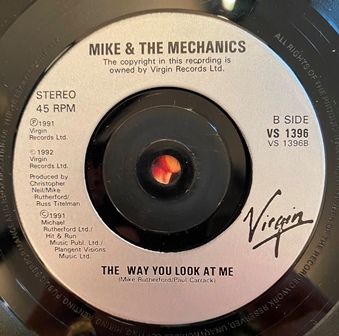 MIKE & THE MECHANICS
The copyright in this recording is
owned by Virgin Records Ltd.
STEREO
45 RPM
Ⓟ1991
Virgin
Records Ltd.
©1992
Virgin
Records Ltd.
Produced by
Christopher
Neil/Mike
Rutherford/
Russ Titelman
©1991
Michael
Rutherford Ltd./
Hit & Run
Music Publ. Ltd./
Plangent Visions
Music Ltd.
B SIDE
VS 1396
VS 1396B
Virgin
THE WAY YOU LOOK AT ME
(Mike Rutherford/Paul Carrack)
ALL RIGHTS OF THE